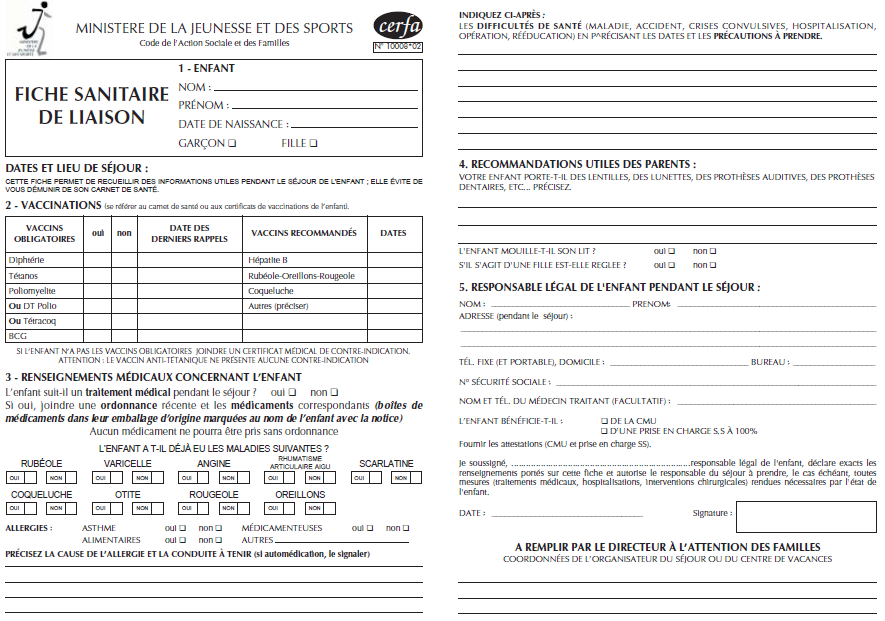 MINISTERE DE LA JEUNESSE ET DES SPORTS
Code de l'Action Sociale et des Familles
cerfa
N° 10008*02
FICHE SANITAIRE
DE LIAISON
1 - ENFANT
NOM :
PRÉNOM :
DATE DE NAISSANCE :
GARÇON ❑ FILLE ❑
DATES ET LIEU DE SÉJOUR :
CETTE FICHE PERMET DE RECUEILLIR DES INFORMATIONS UTILES PENDANT LE SÉJOUR DE L'ENFANT ; ELLE ÉVITE DE
VOUS DÉMUNIR DE SON CARNET DE SANTÉ.
2 - VACCINATIONS (se référer au carnet de santé ou aux certificats de vaccinations de l'enfant).
VACCINS OBLIGATOIRES oui non DATE DES DERNIERS RAPPELS VACCINS RECOMMANDÉS DATES
Diphtérie Hépatite B
Tétanos Rubéole-Oreillons-Rougeole
Poliomyelite Coqueluche
Ou DT Polio Autres (préciser)
Ou Tétracoq
BCG
SI L'ENFANT N'A PAS LES VACCINS OBLIGATOIRES JOINDRE UN CERTIFICAT MÉDICAL DE CONTRE-INDICATION.
ATTENTION : LE VACCIN ANTI-TÉTANIQUE NE PRÉSENTE AUCUNE CONTRE-INDICATION
3 - RENSEIGNEMENTS MÉDICAUX CONCERNANT L'ENFANT
L'enfant suit-il un traitement médical pendant le séjour ? oui ❑ non ❑
Si oui, joindre une ordonnance récente et les médicaments correspondants (boîtes de
médicaments dans leur emballage d'origine marquées au nom de l'enfant avec la notice)
Aucun médicament ne pourra être pris sans ordonnance
L'ENFANT A T-IL DÉJÀ EU LES MALADIES SUIVANTES ?
RUBÉOLE VARICELLE ANGINE RHUMATISME ARTICULAIRE AIGU SCARLATINE
OUI NON OUI NON OUI NON OUI NON OUI NON
COQUELUCHE OTITE ROUGEOLE OREILLONS
OUI NON OUI NON OUI NON OUI NON
ALLERGIES : ASTHME oui ❑ non ❑ MÉDICAMENTEUSES oui ❑ non ❑
ALIMENTAIRES oui ❑ non ❑ AUTRES
PRÉCISEZ LA CAUSE DE L'ALLERGIE ET LA CONDUITE À TENIR (si automédication, le signaler)
INDIQUEZ CI-APRÈS :
LES DIFFICULTÉS DE SANTÉ (MALADIE, ACCIDENT, CRISES CONVULSIVES, HOSPITALISATION,
OPÉRATION, RÉÉDUCATION) EN P^RÉCISANT LES DATES ET LES PRÉCAUTIONS À PRENDRE.
4. RECOMMANDATIONS UTILES DES PARENTS :
VOTRE ENFANT PORTE-T-IL DES LENTILLES, DES LUNETTES, DES PROTHÈSES AUDITIVES, DES PROTHÈSES
DENTAIRES, ETC... PRÉCISEZ.
L'ENFANT MOUILLE-T-IL SON LIT ? oui ❑ non ❑
S'IL S'AGIT D'UNE FILLE EST-ELLE REGLEE ? oui ❑ non ❑
5. RESPONSABLE LÉGAL DE L'ENFANT PENDANT LE SÉJOUR :
NOM : PRENOM:
ADRESSE (pendant le séjour) :
TÉL. FIXE (ET PORTABLE), DOMICILE : BUREAU :
N° SÉCURITÉ SOCIALE :
NOM ET TÉL. DU MÉDECIN TRAITANT (FACULTATIF) :
L'ENFANT BÉNÉFICIE-T-IL : ❑ DE LA CMU
❑ D'UNE PRISE EN CHARGE S.S À 100%
Fournir les attestations (CMU et prise en charge SS).
Je soussigné, ......................................................................responsable légal de l'enfant, déclare exacts les
renseignements portés sur cette fiche et autorise le responsable du séjour à prendre, le cas échéant, toutes
mesures (traitements médicaux, hospitalisations, interventions chirurgicales) rendues nécessaires par l'état de
l'enfant.
DATE : Signature :
A REMPLIR PAR LE DIRECTEUR À L'ATTENTION DES FAMILLES
COORDONNÉES DE L'ORGANISATEUR DU SÉJOUR OU DU CENTRE DE VACANCES